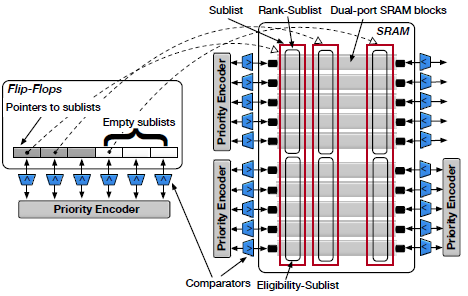 Sublist
Rank-Sublist
Dual-port SRAM blocks
SRAM
Flip-Flops
Pointers to sublists
Empty sublists
Priority Encoder
Priority Encoder
Priority Encoder
Priority Encoder
Comparators
Eligibility-Sublist